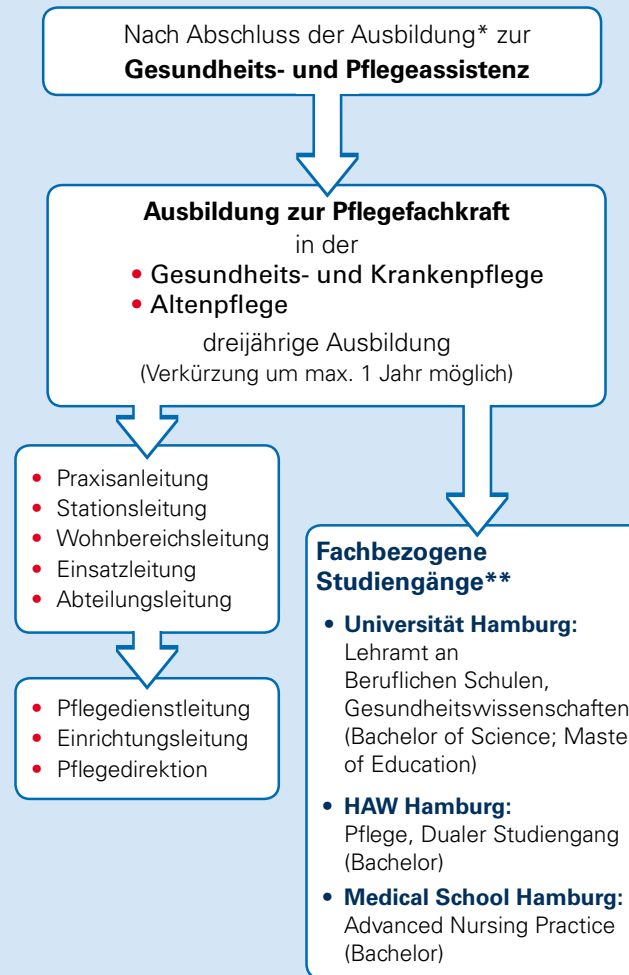 Nach Abschluss der Ausbildung* zur
Gesundheits- und Pflegeassistenz
Ausbildung zur Pflegefachkraft
in der
• Gesundheits- und Krankenpflege
• Altenpflege
dreijährige Ausbildung
(Verkürzung um max. 1 Jahr möglich)
• Praxisanleitung
• Stationsleitung
• Wohnbereichsleitung
• Einsatzleitung
• Abteilungsleitung
• Pflegedienstleitung
• Einrichtungsleitung
• Pflegedirektion
Fachbezogene
Studiengänge**
• Universität Hamburg:
Lehramt an
Beruflichen Schulen,
Gesundheitswissenschaften
(Bachelor of Science; Maste
of Education)
• HAW Hamburg:
Pflege, Dualer Studiengang
(Bachelor)
• Medical School Hamburg:
Advanced Nursing Practice
(Bachelor)